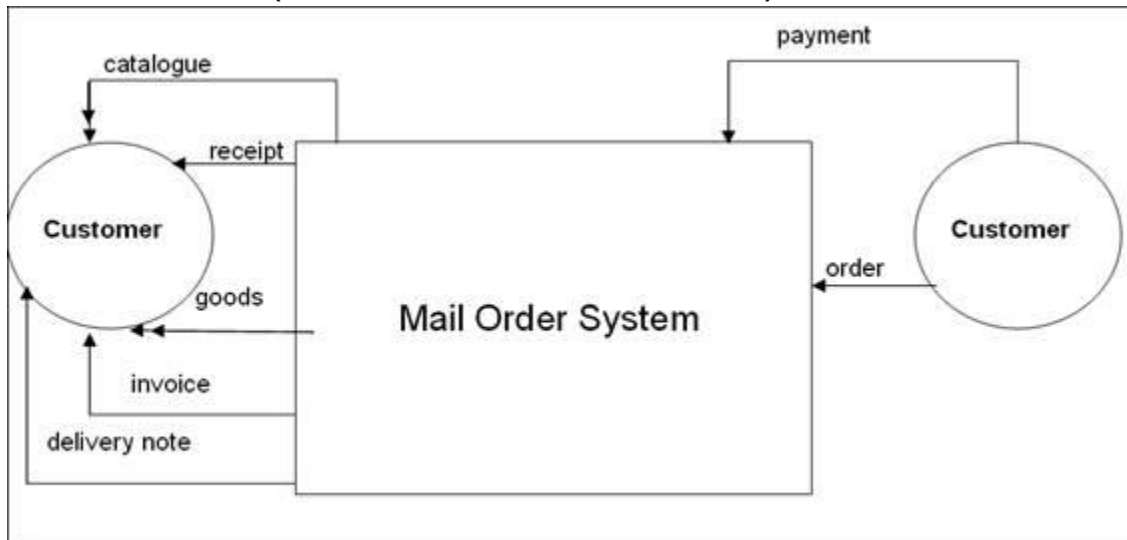 payment
catalogue
receipt
Customer
Customer
order
goods
Mail Order System
invoice
delivery note